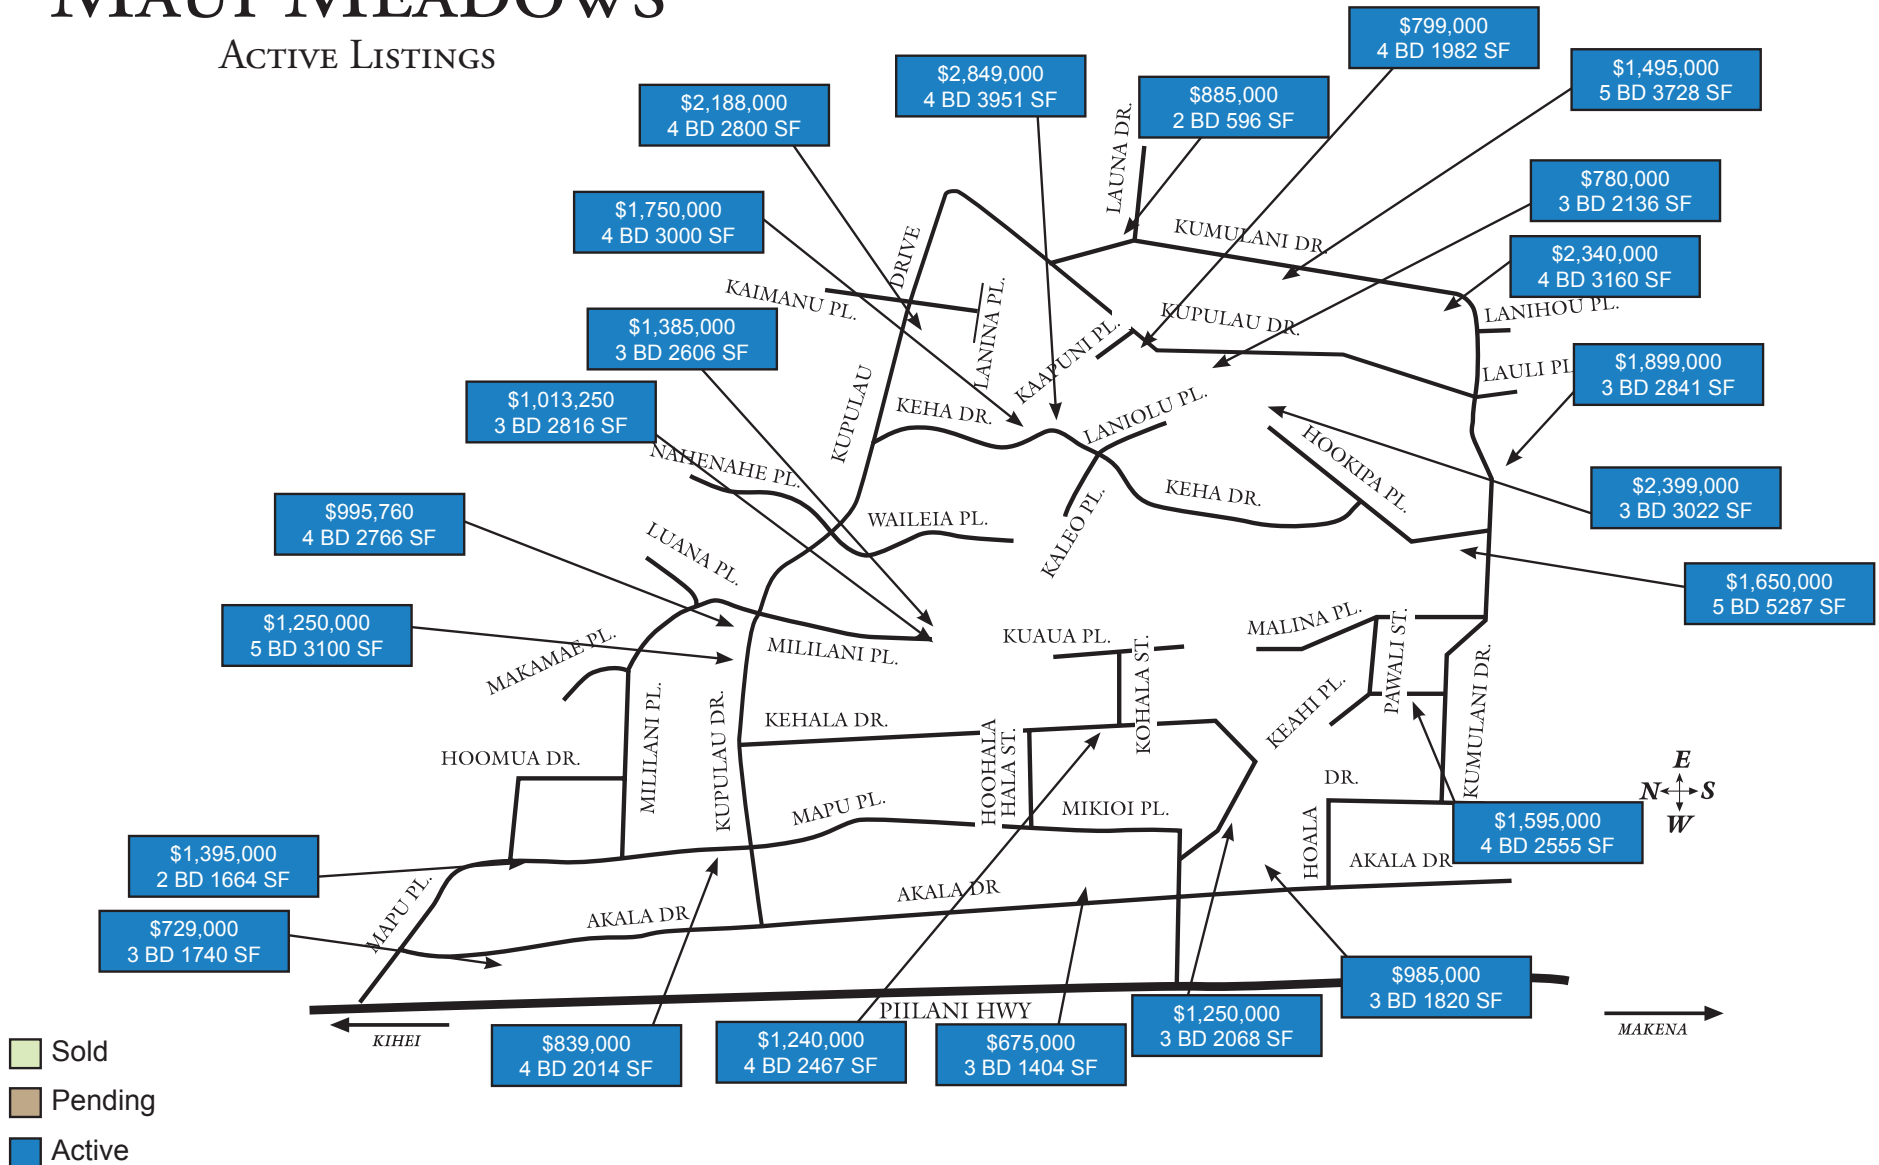 MAUI MEADOWS
ACTIVE LISTINGS
$799,000
4 BD 1982 SF
$1,495,000
5 BD 3728 SF
$2,849,000
4 BD 3951 SF
$885,000
2 BD 596 SF
$2,188,000
4 BD 2800 SF
LAUNA DR.
$780,000
3 BD 2136 SF
$1,750,000
4 BD 3000 SF
KUMULANI DR.
$2,340,000
4 BD 3160 SF
DRIVE
KAIMANU PL.
LANINA PL.
LANIHOU PL.
KUPULAU DR.
$1,385,000
3 BD 2606 SF
KAAPUNI PL.
LAULI PL
$1,899,000
3 BD 2841 SF
$1,013,250
3 BD 2816 SF
KUPULAU
KEHA DR.
LANIOLU PL.
HOOKIPA PL.
NAHENAHE PL.
$2,399,000
3 BD 3022 SF
KEHA DR.
$995,760
4 BD 2766 SF
WAILEIA PL.
LUANA PL.
KALEO PL.
$1,650,000
5 BD 5287 SF
$1,250,000
5 BD 3100 SF
MALINA PL.
KUAUA PL.
MAKAMAE PL.
MILILANI PL.
KOHALA ST.
PAWALI ST.
KUMULANI DR.
MILILANI PL.
KUPULAU DR.
KEHALA DR.
KEAHI PL.
HOOHALA
HALA ST.
HOOMUA DR.
E
N S
W
DR.
MAPU PL.
MIKIOI PL.
HOALA
$1,595,000
4 BD 2555 SF
$1,395,000
2 BD 1664 SF
AKALA DR
MAPU PL.
AKALA DR
AKALA DR
$729,000
3 BD 1740 SF
$985,000
3 BD 1820 SF
PIILANI HWY
$1,250,000
3 BD 2068 SF
KIHEI
MAKENA
$839,000
4 BD 2014 SF
$1,240,000
4 BD 2467 SF
$675,000
3 BD 1404 SF
Sold
Pending
Active